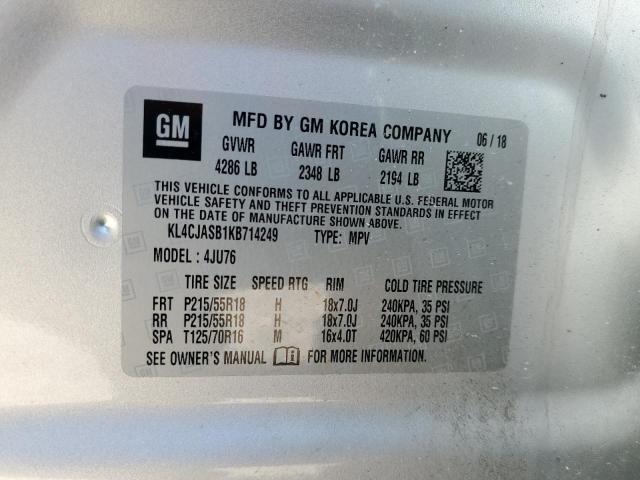 GM MFD BY GM KOREA COMPANY 06 / 18
GVWR GAWR FRT GAWR RR
4286 LB 2348 LB 2194 LB
THIS VEHICLE CONFORMS TO ALL APPLICABLE U.S. FEDERAL MOTOR
VEHICLE SAFETY AND THEFT PREVENTION STANDARDS IN EFFECT
ON THE DATE OF MANUFACTURE SHOWN ABOVE.
KL4CJASB1KB714249 TYPE: MPV
MODEL : 4JU76
TIRE SIZE SPEED RTG RIM COLD TIRE PRESSURE
FRT P215/55R18 H 18x7.0J 240KPA, 35 PSI
RR P215/55R18 H 18x7.0J 240KPA, 35 PSI
SPA T125/70R16 M 16x4.0T 420KPA, 60 PSI
SEE OWNER'S MANUAL FOR MORE INFORMATION.